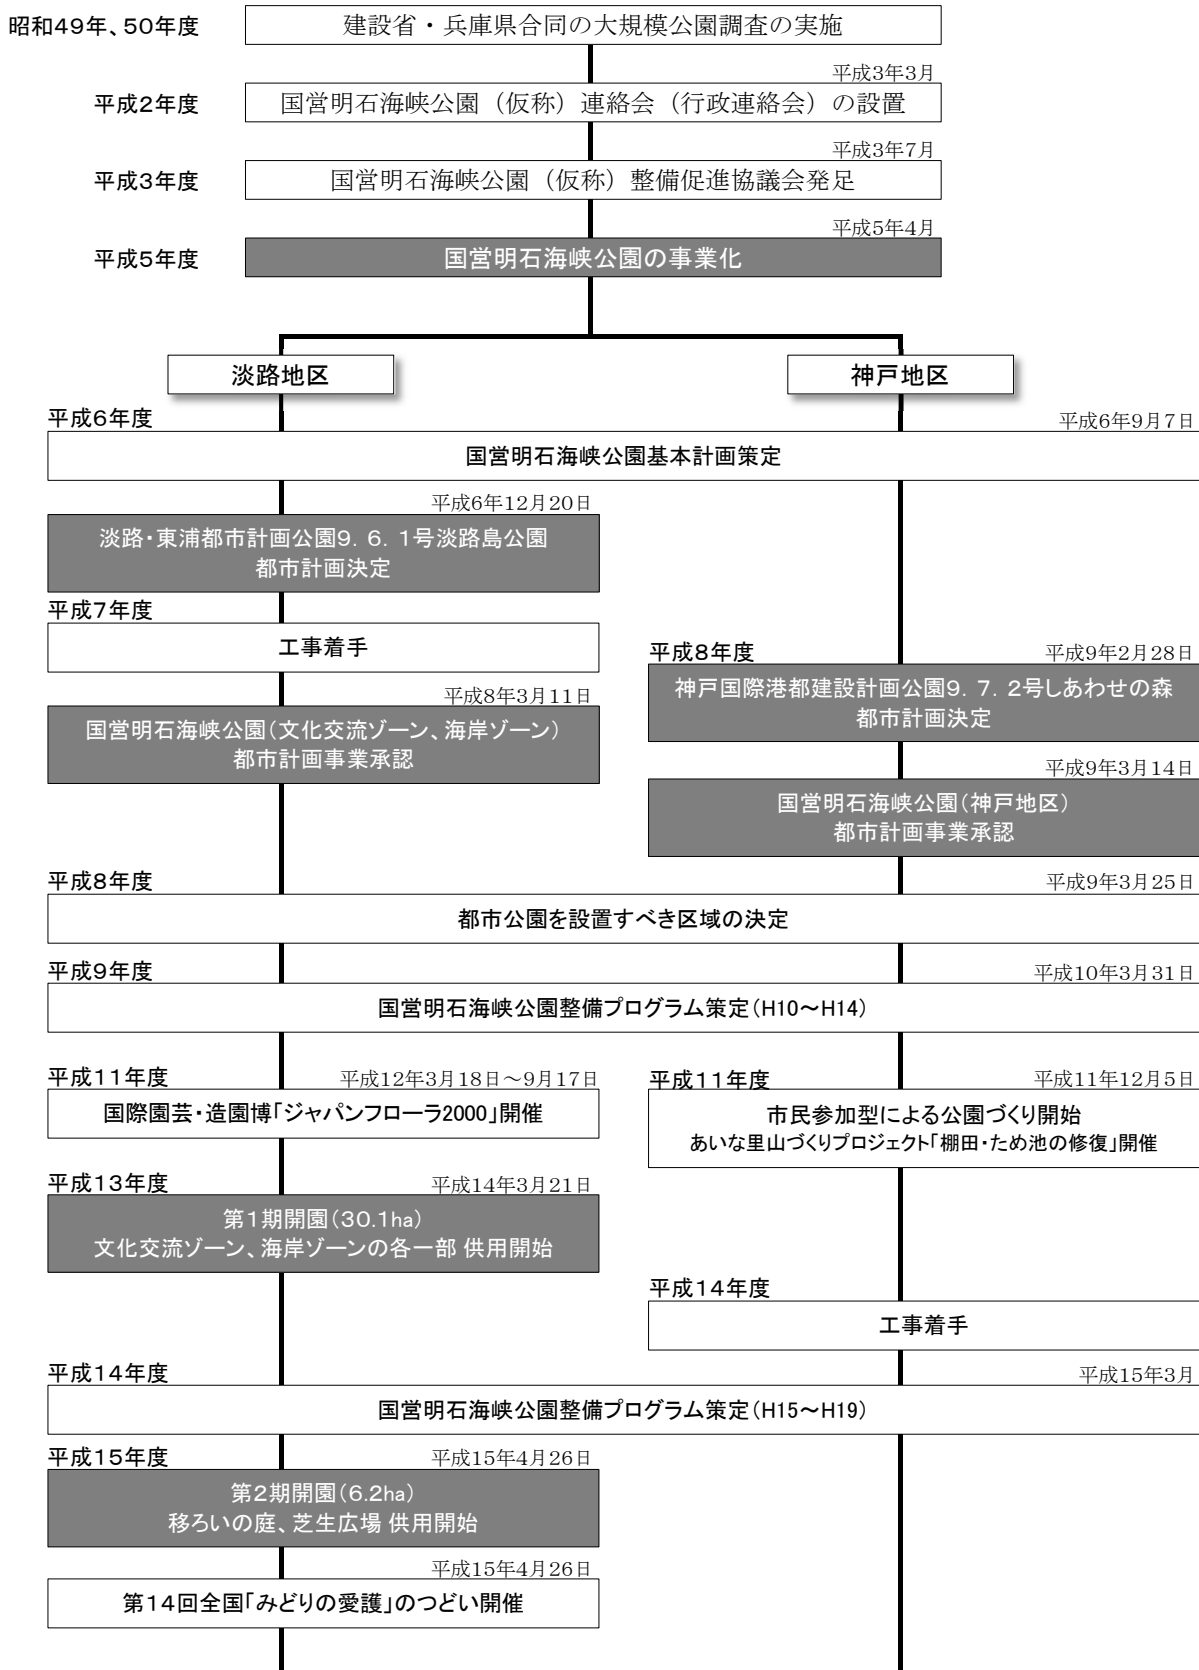 昭和49年、50年度
建設省・兵庫県合同の大規模公園調査の実施
平成3年3月
平成2年度
国営明石海峡公園（仮称）連絡会（行政連絡会）の設置
平成3年7月
平成3年度
国営明石海峡公園（仮称）整備促進協議会発足
平成5年4月
平成5年度
国営明石海峡公園の事業化
淡路地区
神戸地区
平成6年度
平成6年9月7日
国営明石海峡公園基本計画策定
平成6年12月20日
淡路・東浦都市計画公園9．6．1号淡路島公園
都市計画決定
平成7年度
工事着手
平成8年3月11日
国営明石海峡公園（文化交流ゾーン、海岸ゾーン）
都市計画事業承認
平成8年度
平成9年2月28日
神戸国際港都建設計画公園9．7．2号しあわせの森
都市計画決定
平成9年3月14日
国営明石海峡公園（神戸地区）
都市計画事業承認
平成8年度
平成9年3月25日
都市公園を設置すべき区域の決定
平成9年度
平成10年3月31日
国営明石海峡公園整備プログラム策定（H10～H14）
平成11年度
平成12年3月18日～9月17日
国際園芸・造園博「ジャパンフローラ2000」開催
平成11年度
平成11年12月5日
市民参加型による公園づくり開始
あいな里山づくりプロジェクト「棚田・ため池の修復」開催
平成13年度
平成14年3月21日
第1期開園（30.1ha）
文化交流ゾーン、海岸ゾーンの各一部 供用開始
平成14年度
工事着手
平成14年度
平成15年3月
国営明石海峡公園整備プログラム策定（H15～H19）
平成15年度
平成15年4月26日
第2期開園（6.2ha）
移ろいの庭、芝生広場 供用開始
平成15年4月26日
第14回全国「みどりの愛護」のつどい開催